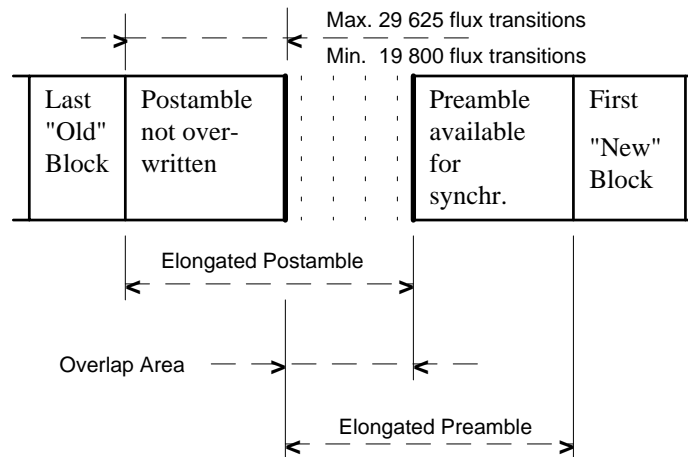 Max. 29 625 flux transitions
Min. 19 800 flux transitions
Last
"Old"
Block
Postamble
not over-
written
Preamble
available
for
synchr.
First
"New"
Block
Elongated Postamble
Overlap Area
Elongated Preamble